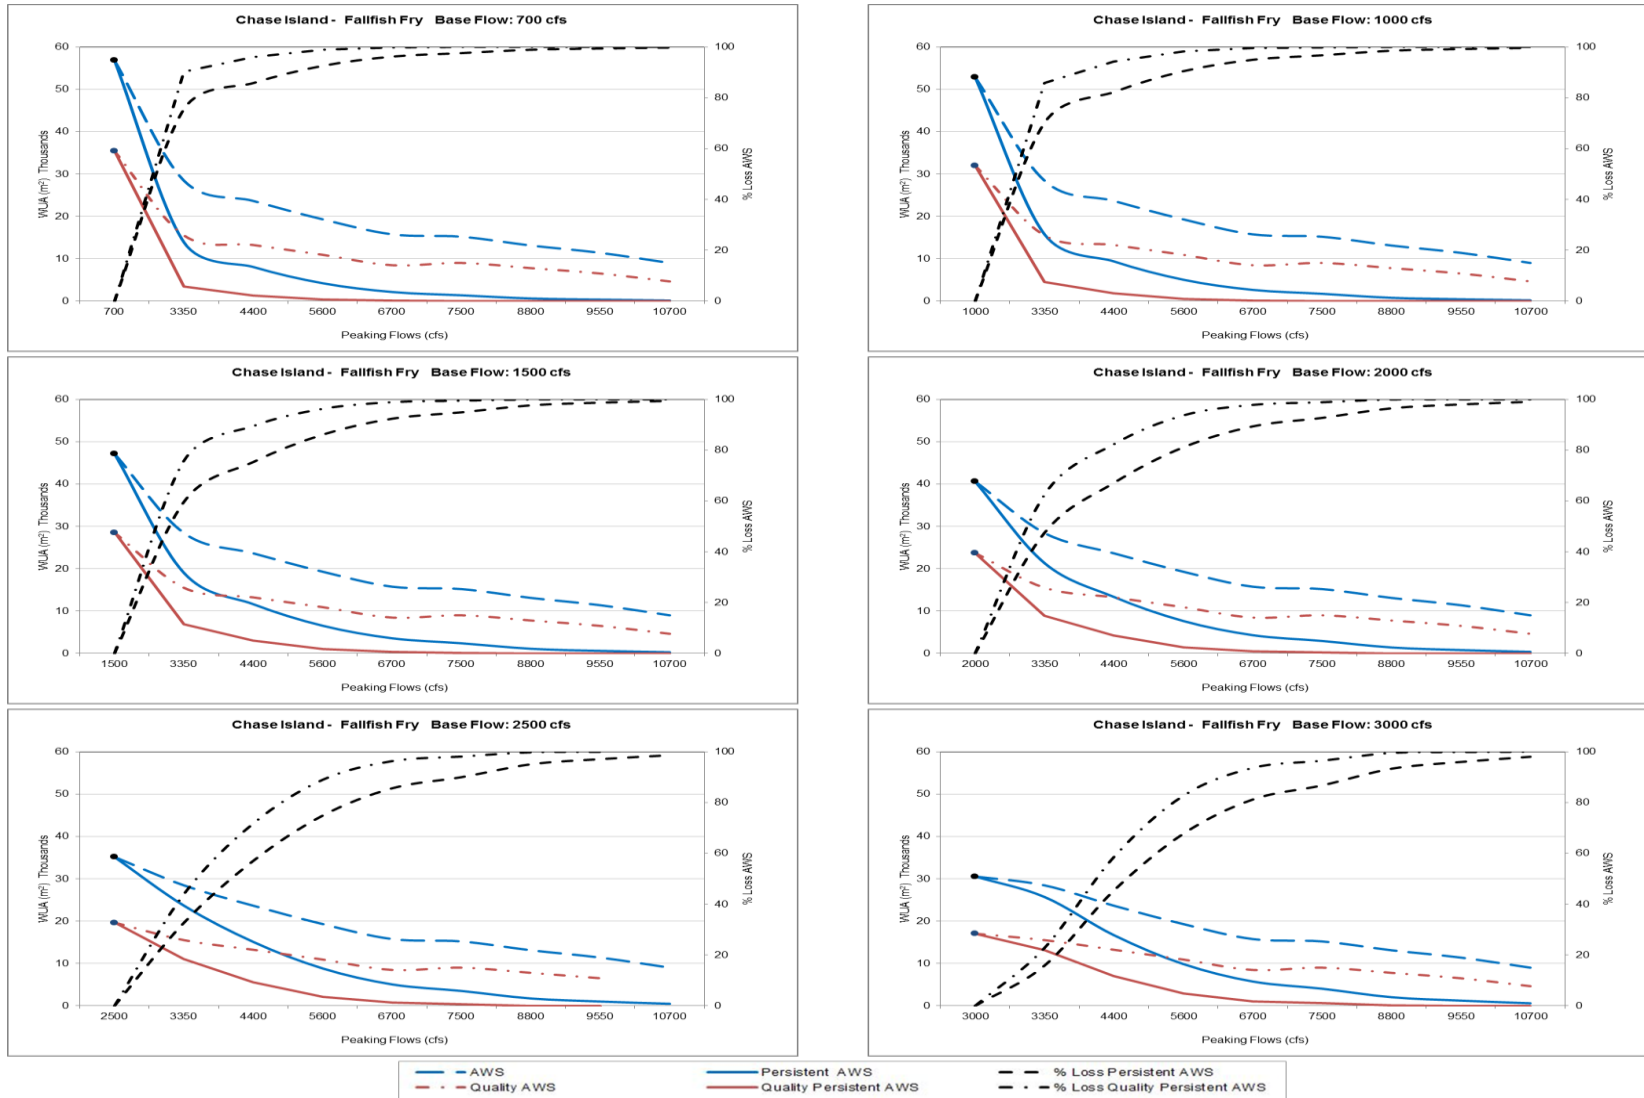 Chase Island - Fallfish Fry Base Flow: 700 cfs
WUA (m²) Thousands
60
50
40
30
20
10
0
100
80
60
40
20
0
% Loss AWS
700 3350 4400 5600 6700 7500 8800 9550 10700
Peaking Flows (cfs)
Chase Island - Fallfish Fry Base Flow: 1000 cfs
WUA (m²) Thousands
60
50
40
30
20
10
0
100
80
60
40
20
0
% Loss AWS
1000 3350 4400 5600 6700 7500 8800 9550 10700
Peaking Flows (cfs)
Chase Island - Fallfish Fry Base Flow: 1500 cfs
WUA (m²) Thousands
60
50
40
30
20
10
0
100
80
60
40
20
0
% Loss AWS
1500 3350 4400 5600 6700 7500 8800 9550 10700
Peaking Flows (cfs)
Chase Island - Fallfish Fry Base Flow: 2000 cfs
WUA (m²) Thousands
60
50
40
30
20
10
0
100
80
60
40
20
0
% Loss AWS
2000 3350 4400 5600 6700 7500 8800 9550 10700
Peaking Flows (cfs)
Chase Island - Fallfish Fry Base Flow: 2500 cfs
WUA (m²) Thousands
60
50
40
30
20
10
0
100
80
60
40
20
0
% Loss AWS
2500 3350 4400 5600 6700 7500 8800 9550 10700
Peaking Flows (cfs)
Chase Island - Fallfish Fry Base Flow: 3000 cfs
WUA (m²) Thousands
60
50
40
30
20
10
0
100
80
60
40
20
0
% Loss AWS
3000 3350 4400 5600 6700 7500 8800 9550 10700
Peaking Flows (cfs)
AWS Persistent AWS % Loss Persistent AWS
Quality AWS Quality Persistent AWS % Loss Quality Persistent AWS